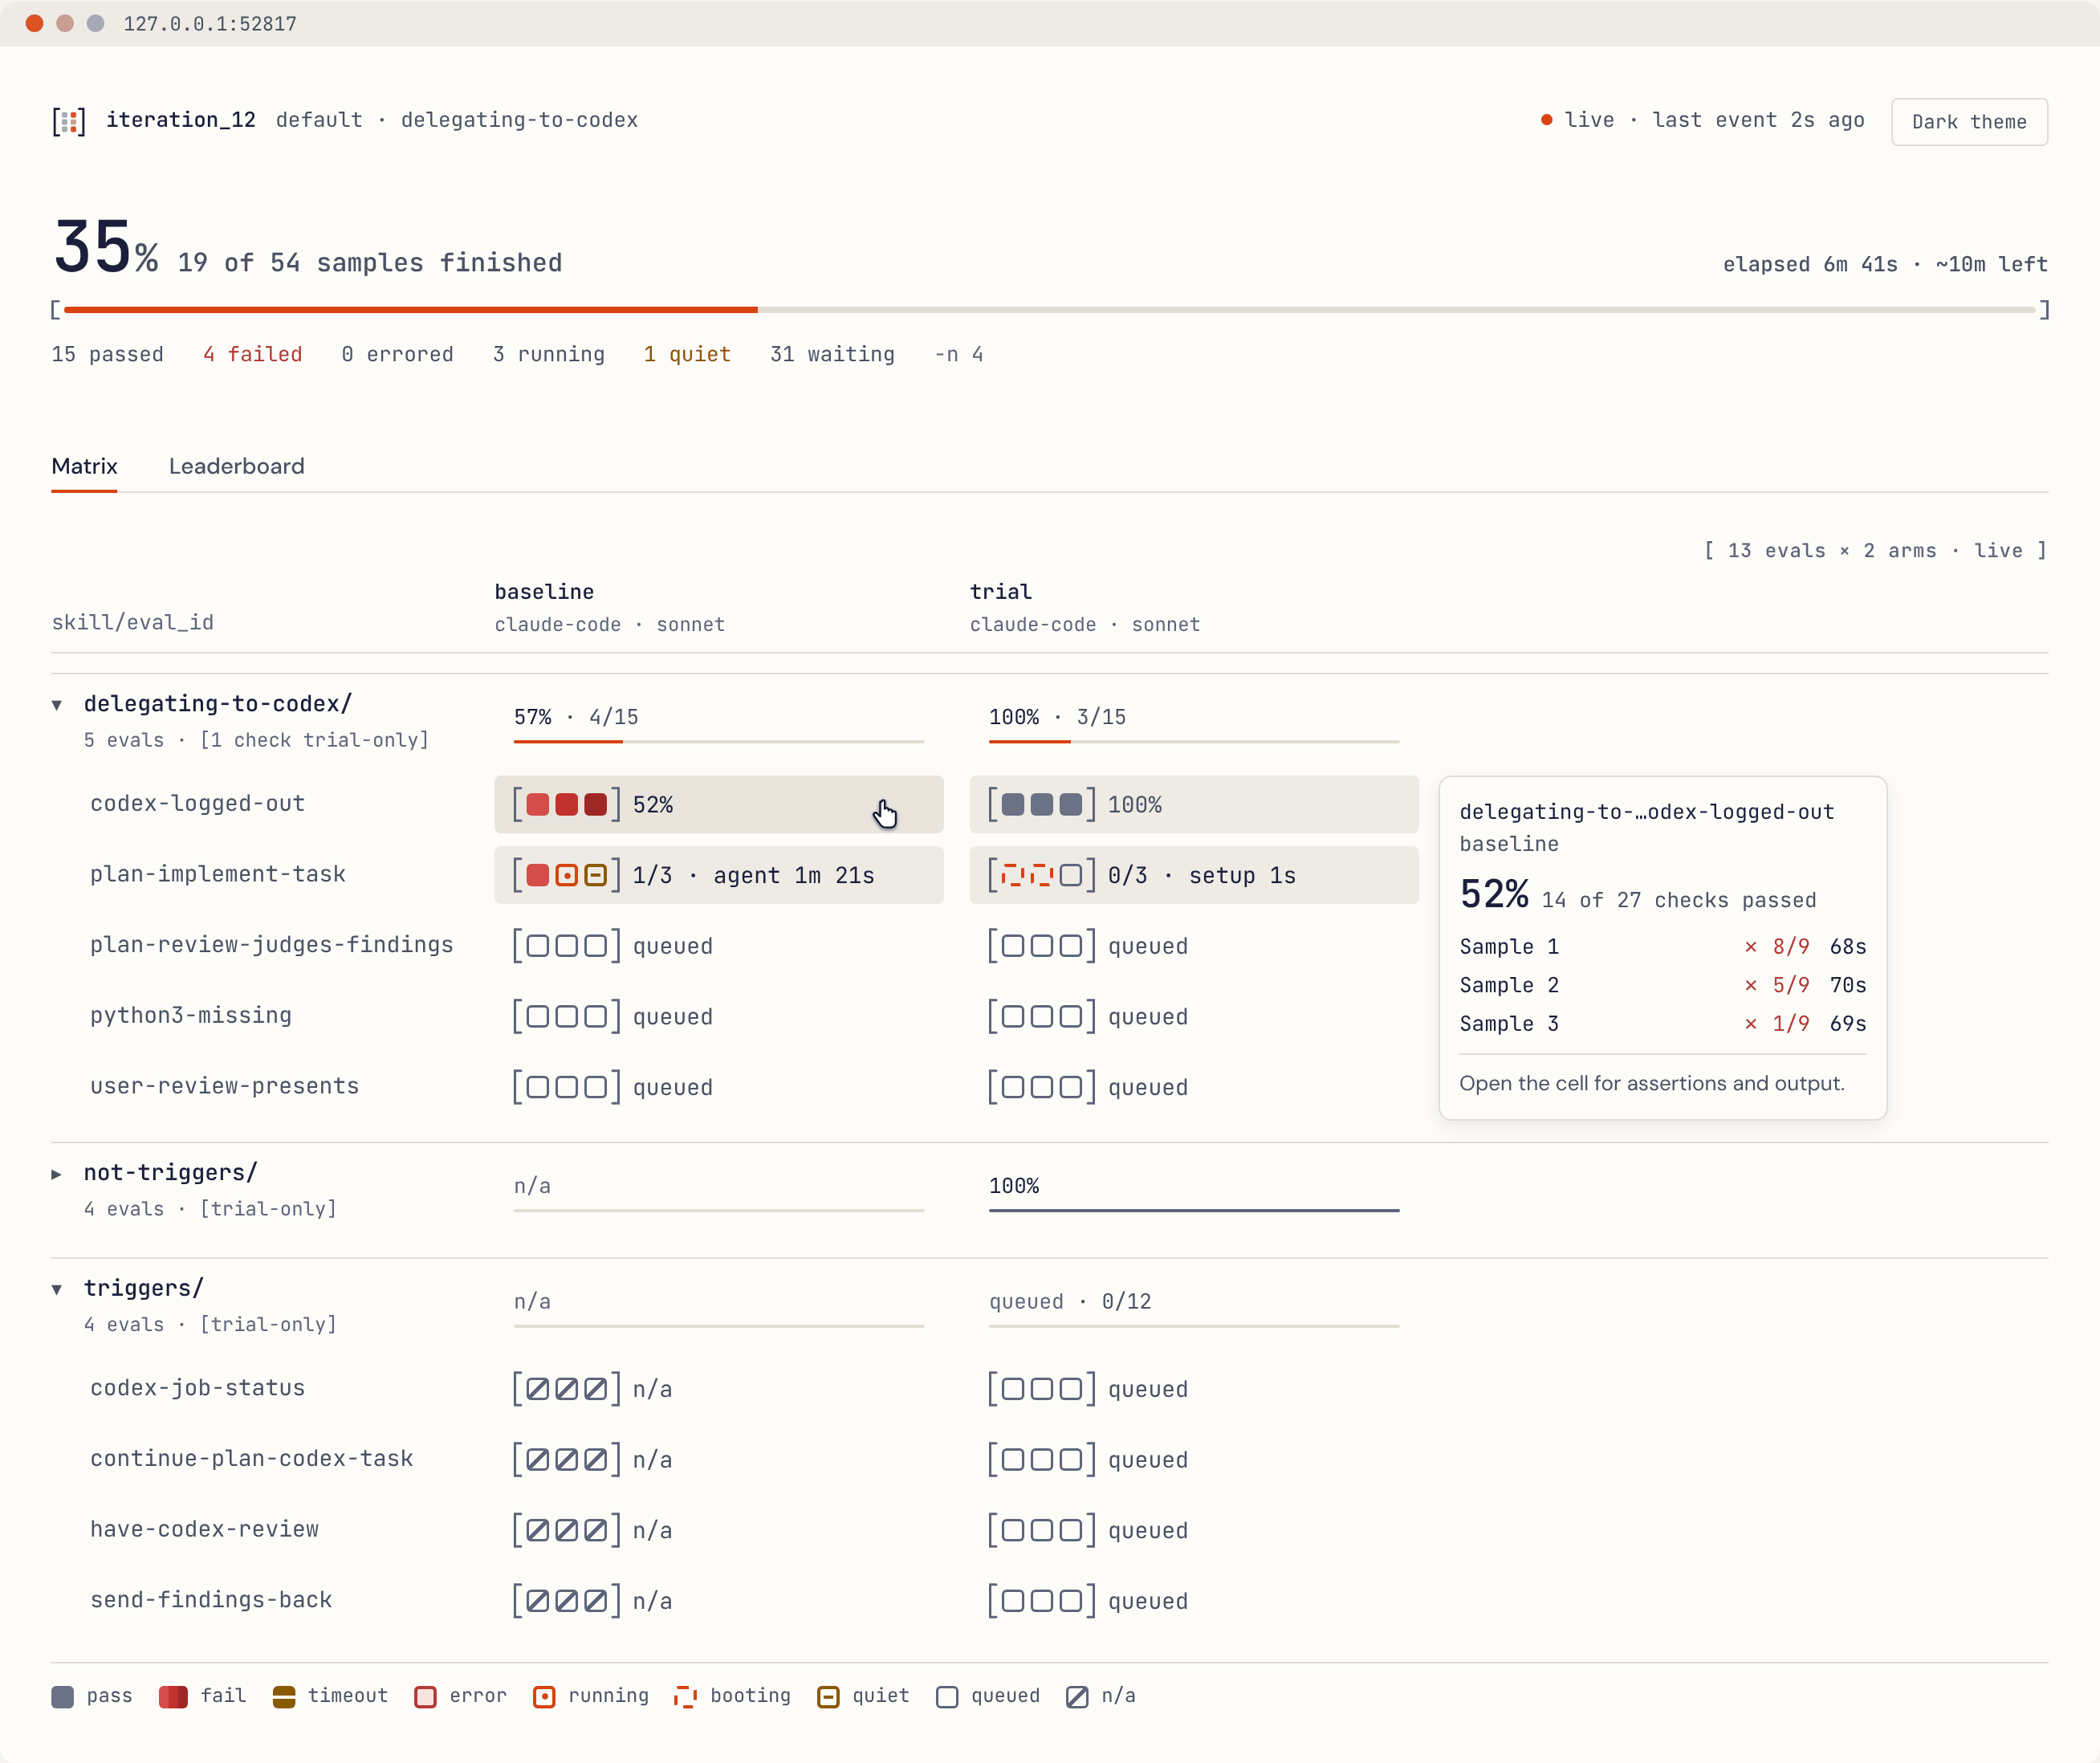 127.0.0.1:52817
iteration_12 default · delegating-to-codex
live · last event 2s ago
Dark theme
35% 19 of 54 samples finished
elapsed 6m 41s · ~10m left
15 passed 4 failed 0 errored 3 running 1 quiet 31 waiting -n 4
Matrix Leaderboard
[ 13 evals × 2 arms · live ]
skill/eval_id
baseline
claude-code · sonnet
trial
claude-code · sonnet
▼ delegating-to-codex/
5 evals · [1 check trial-only]
57% · 4/15
100% · 3/15
codex-logged-out
52%
100%
plan-implement-task
1/3 · agent 1m 21s
0/3 · setup 1s
plan-review-judges-findings
queued
queued
python3-missing
queued
queued
user-review-presents
queued
queued
delegating-to-…odex-logged-out
baseline
52% 14 of 27 checks passed
Sample 1 × 8/9 68s
Sample 2 × 5/9 70s
Sample 3 × 1/9 69s
Open the cell for assertions and output.
▶ not-triggers/
4 evals · [trial-only]
n/a
100%
▼ triggers/
4 evals · [trial-only]
n/a
queued · 0/12
codex-job-status
n/a
queued
continue-plan-codex-task
n/a
queued
have-codex-review
n/a
queued
send-findings-back
n/a
queued
pass fail timeout error running booting quiet queued n/a